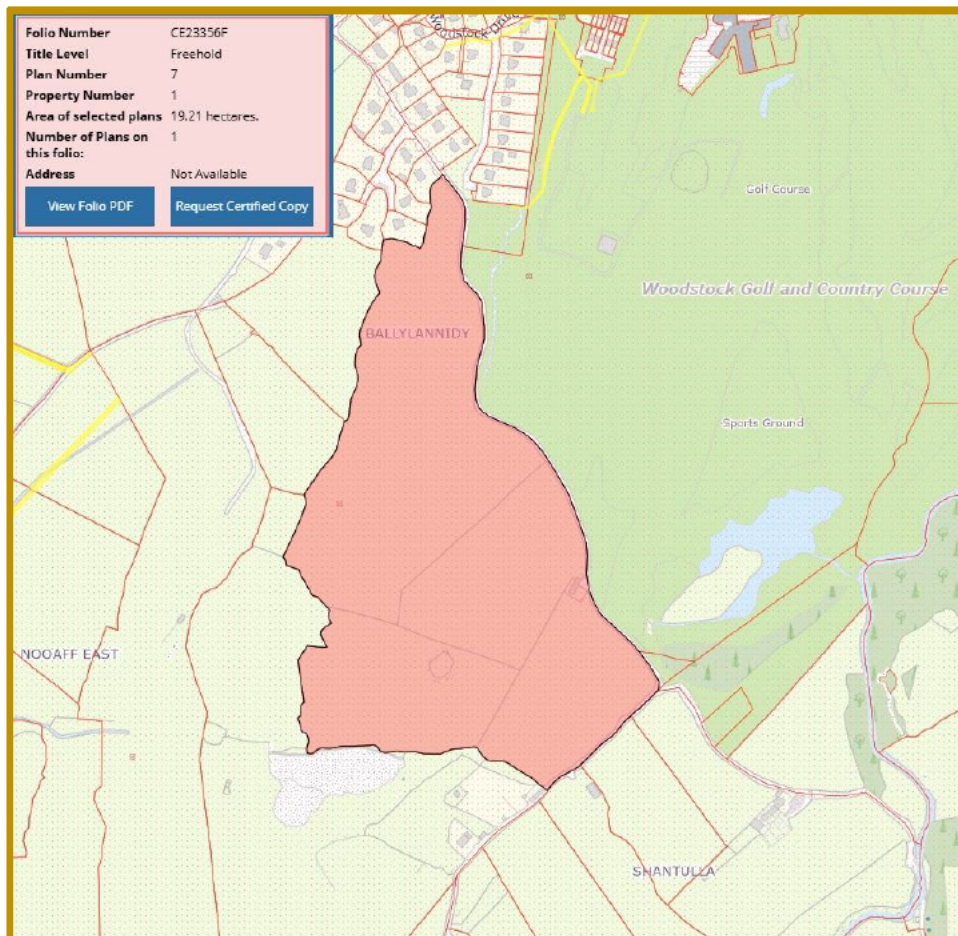 Folio Number CE23356F
Title Level Freehold
Plan Number 7
Property Number 1
Area of selected plans 19.21 hectares.
Number of Plans on 1
this folio:
Address Not Available
View Folio PDF Request Certified Copy
Woodstock
Golf Course
Woodstock Golf and Country Course
BALLYLANNIDY
Sports Ground
NOOAFF EAST
SHANTULLA